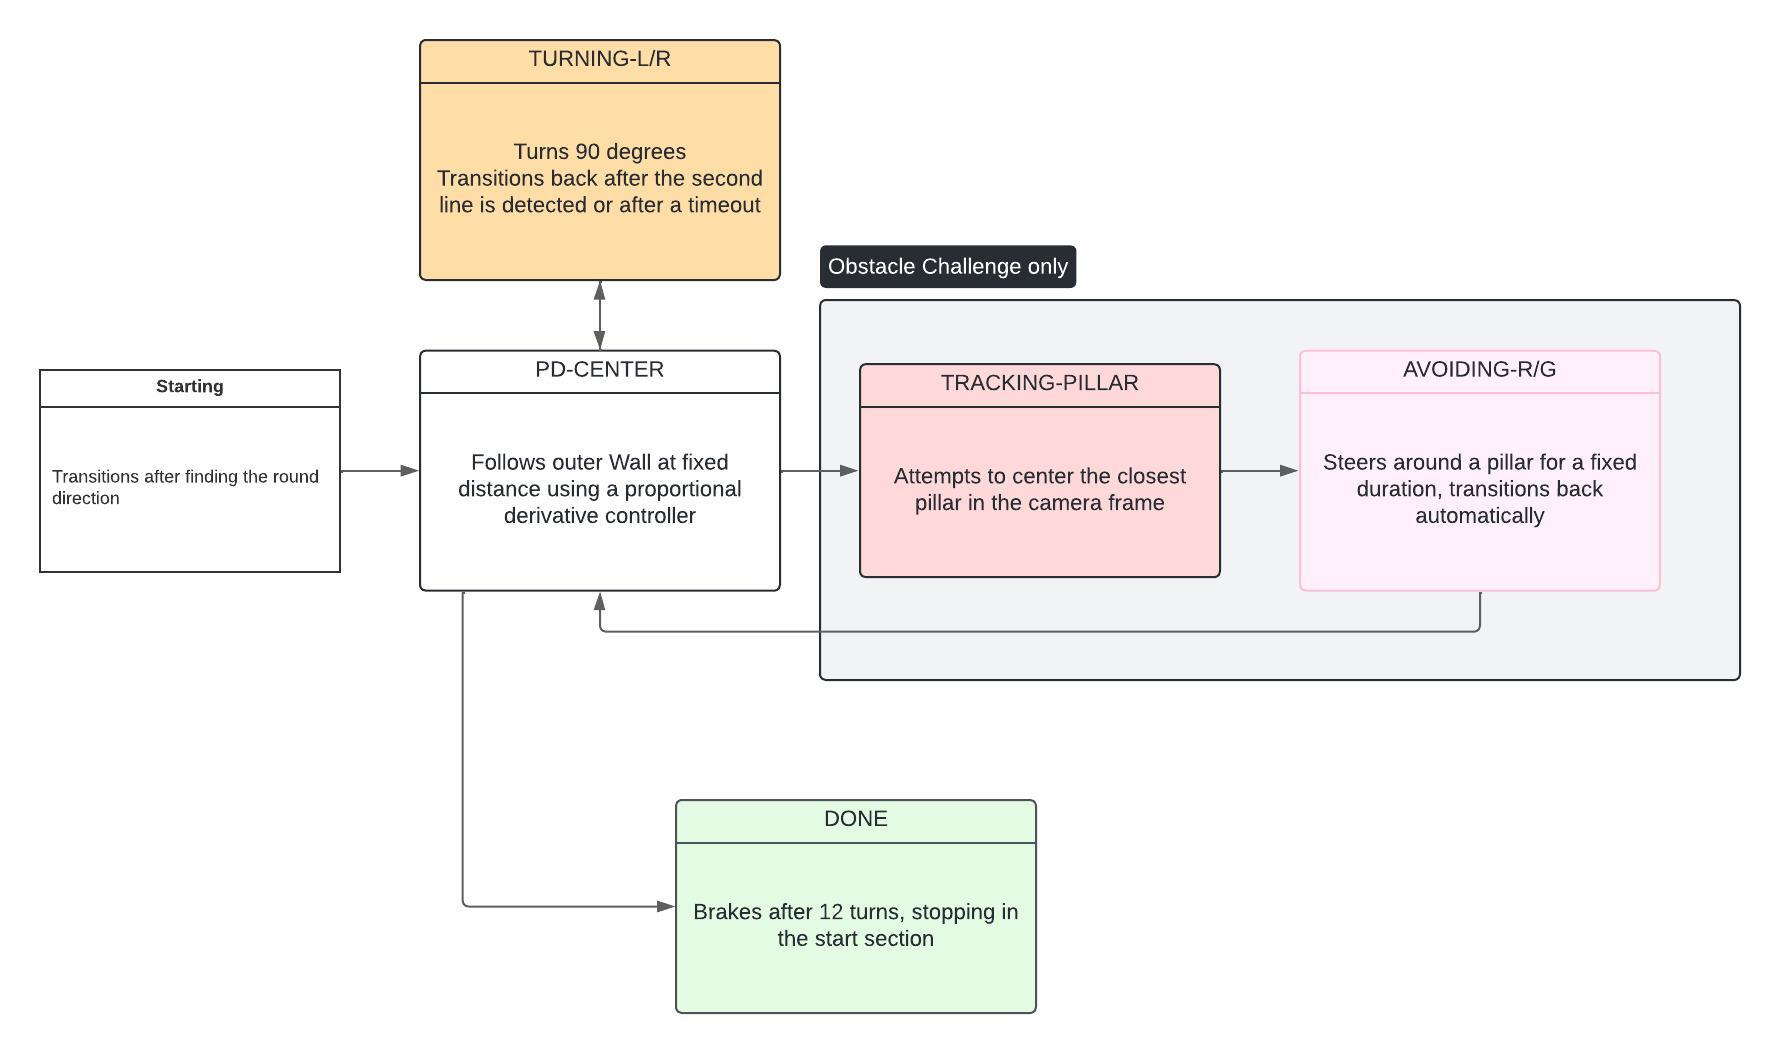 TURNING-L/R
Turns 90 degrees
Transitions back after the second
line is detected or after a timeout
Obstacle Challenge only
Starting
Transitions after finding the round
direction
PD-CENTER
Follows outer Wall at fixed
distance using a proportional
derivative controller
TRACKING-PILLAR
Attempts to center the closest
pillar in the camera frame
AVOIDING-R/G
Steers around a pillar for a fixed
duration, transitions back
automatically
DONE
Brakes after 12 turns, stopping in
the start section